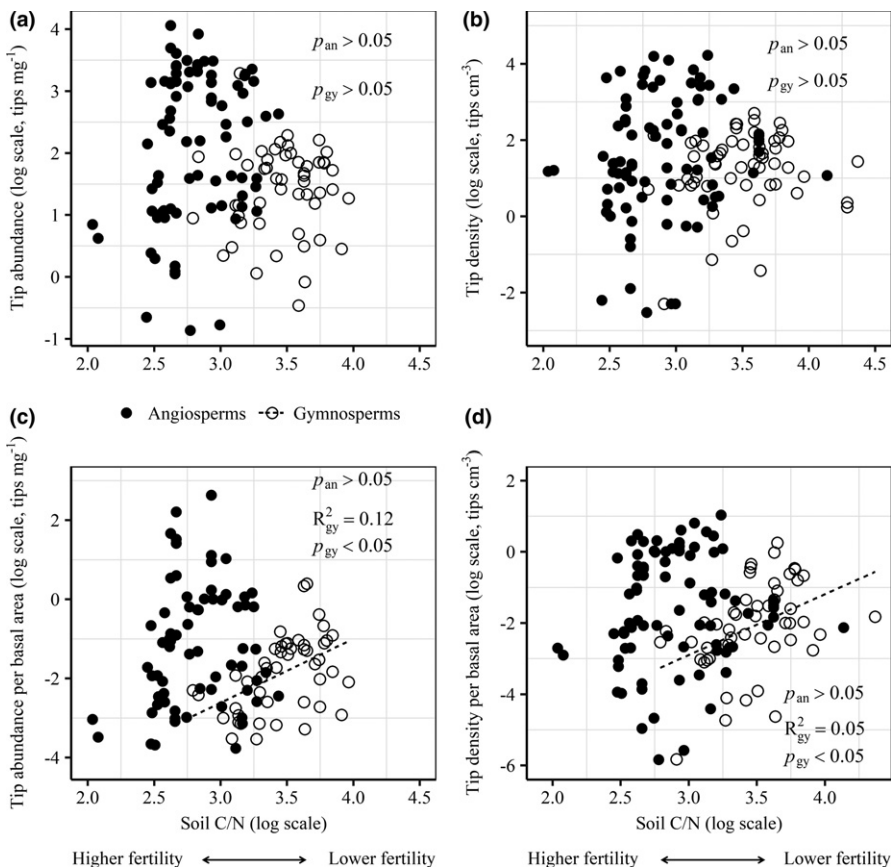 (a)
Tip abundance (log scale, tips mg⁻¹)
4
3
2
1
0
-1
p_an > 0.05
p_gy > 0.05
2.0 2.5 3.0 3.5 4.0 4.5
(b)
Tip density (log scale, tips cm⁻³)
4
2
0
-2
p_an > 0.05
p_gy > 0.05
2.0 2.5 3.0 3.5 4.0 4.5
(c)
Angiosperms Gymnosperms
Tip abundance per basal area (log scale, tips mg⁻¹)
2
0
-2
-4
p_an > 0.05
R²_gy = 0.12
p_gy < 0.05
2.0 2.5 3.0 3.5 4.0 4.5
Soil C/N (log scale)
Higher fertility Lower fertility
(d)
Tip density per basal area (log scale, tips cm⁻³)
2
0
-2
-4
-6
p_an > 0.05
R²_gy = 0.05
p_gy < 0.05
2.0 2.5 3.0 3.5 4.0
Soil C/N (log scale)
Higher fertility Lower fertility